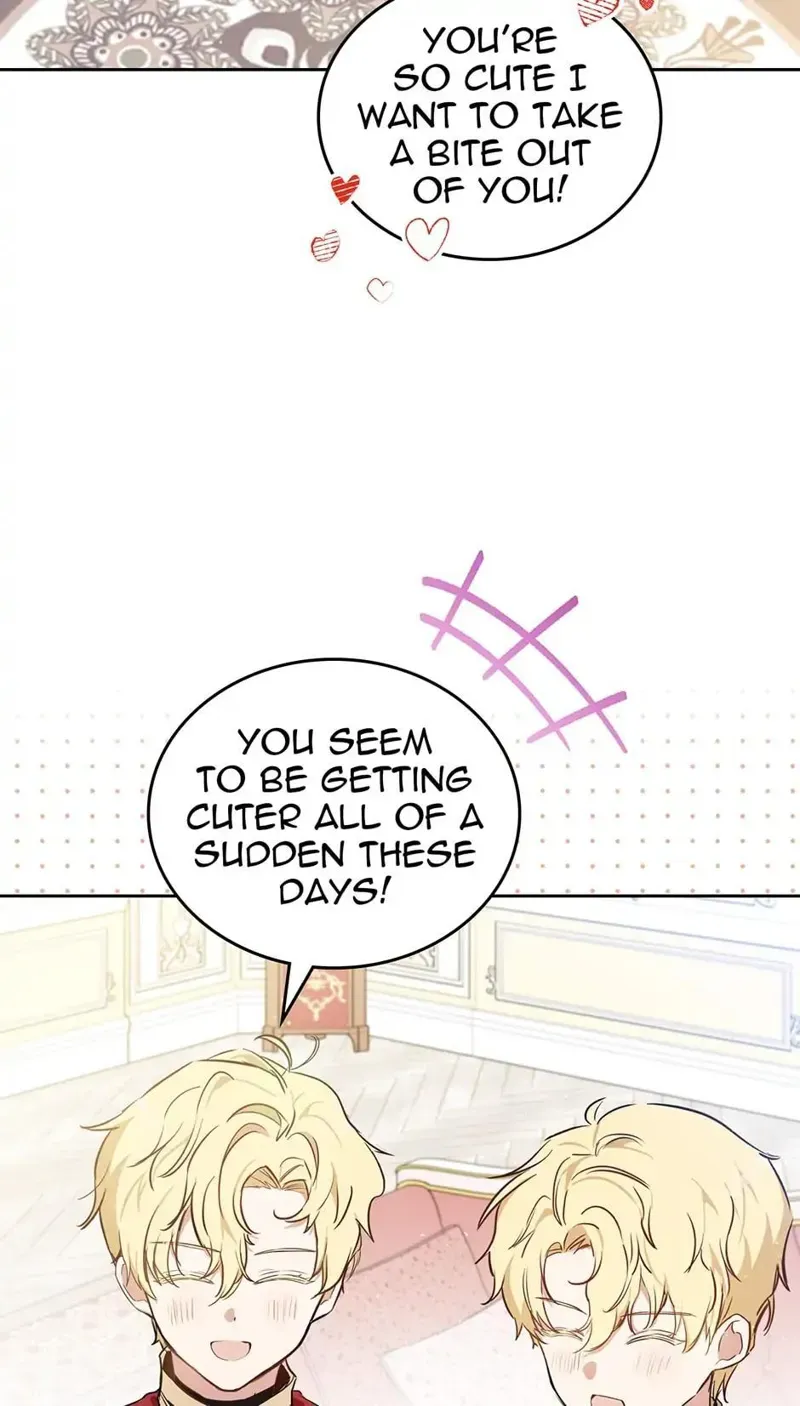 YOU'RE
SO CUTE I
WANT TO TAKE
A BITE OUT
OF YOU!
YOU SEEM
TO BE GETTING
CUTER ALL OF A
SUDDEN THESE
DAYS!